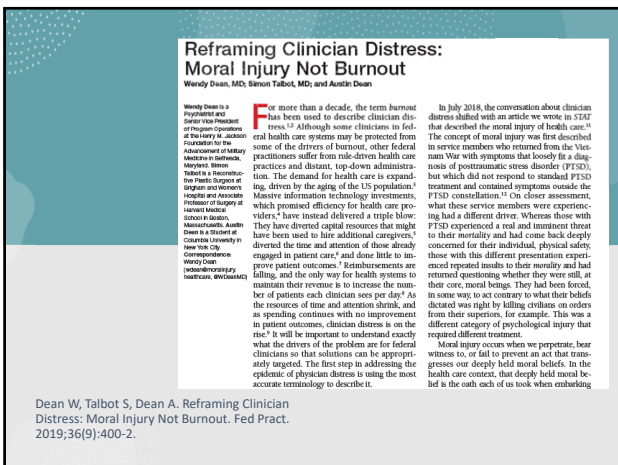 Reframing Clinician Distress:
Moral Injury Not Burnout
Wendy Dean, MD; Simon Talbot, MD; and Austin Dean
Wendy Dean is a
Psychiatrist and
Senior Vice President
of Program Operations
at the Henry M. Jackson
Foundation for the
Advancement of Military
Medicine in Bethesda,
Maryland. Simon
Talbot is a Reconstruc-
tive Plastic Surgeon at
Brigham and Women's
Hospital and Associate
Professor of Surgery at
Harvard Medical
School in Boston,
Massachusetts. Austin
Dean is a Student at
Columbia University in
New York City.
Correspondence:
Wendy Dean
(wdean@moralinjury.
healthcare, @WDeanMD)
For more than a decade, the term burnout
has been used to describe clinician dis-
tress.1,2 Although some clinicians in fed-
eral health care systems may be protected from
some of the drivers of burnout, other federal
practitioners suffer from rule-driven health care
practices and distant, top-down administra-
tion. The demand for health care is expand-
ing, driven by the aging of the US population.3
Massive information technology investments,
which promised efficiency for health care pro-
viders,4 have instead delivered a triple blow:
They have diverted capital resources that might
have been used to hire additional caregivers,5
diverted the time and attention of those already
engaged in patient care,6 and done little to im-
prove patient outcomes.7 Reimbursements are
falling, and the only way for health systems to
maintain their revenue is to increase the num-
ber of patients each clinician sees per day.8 As
the resources of time and attention shrink, and
as spending continues with no improvement
in patient outcomes, clinician distress is on the
rise.9 It will be important to understand exactly
what the drivers of the problem are for federal
clinicians so that solutions can be appropri-
ately targeted. The first step in addressing the
epidemic of physician distress is using the most
accurate terminology to describe it.
In July 2018, the conversation about clinician
distress shifted with an article we wrote in STAT
that described the moral injury of health care.11
The concept of moral injury was first described
in service members who returned from the Viet-
nam War with symptoms that loosely fit a diag-
nosis of posttraumatic stress disorder (PTSD),
but which did not respond to standard PTSD
treatment and contained symptoms outside the
PTSD constellation.12 On closer assessment,
what these service members were experienc-
ing had a different driver. Whereas those with
PTSD experienced a real and imminent threat
to their mortality and had come back deeply
concerned for their individual, physical safety,
those with this different presentation experi-
enced repeated insults to their morality and had
returned questioning whether they were still, at
their core, moral beings. They had been forced,
in some way, to act contrary to what their beliefs
dictated was right by killing civilians on orders
from their superiors, for example. This was a
different category of psychological injury that
required different treatment.
Moral injury occurs when we perpetrate, bear
witness to, or fail to prevent an act that trans-
gresses our deeply held moral beliefs. In the
health care context, that deeply held moral be-
lief is the oath each of us took when embarking
Dean W, Talbot S, Dean A. Reframing Clinician
Distress: Moral Injury Not Burnout. Fed Pract.
2019;36(9):400-2.